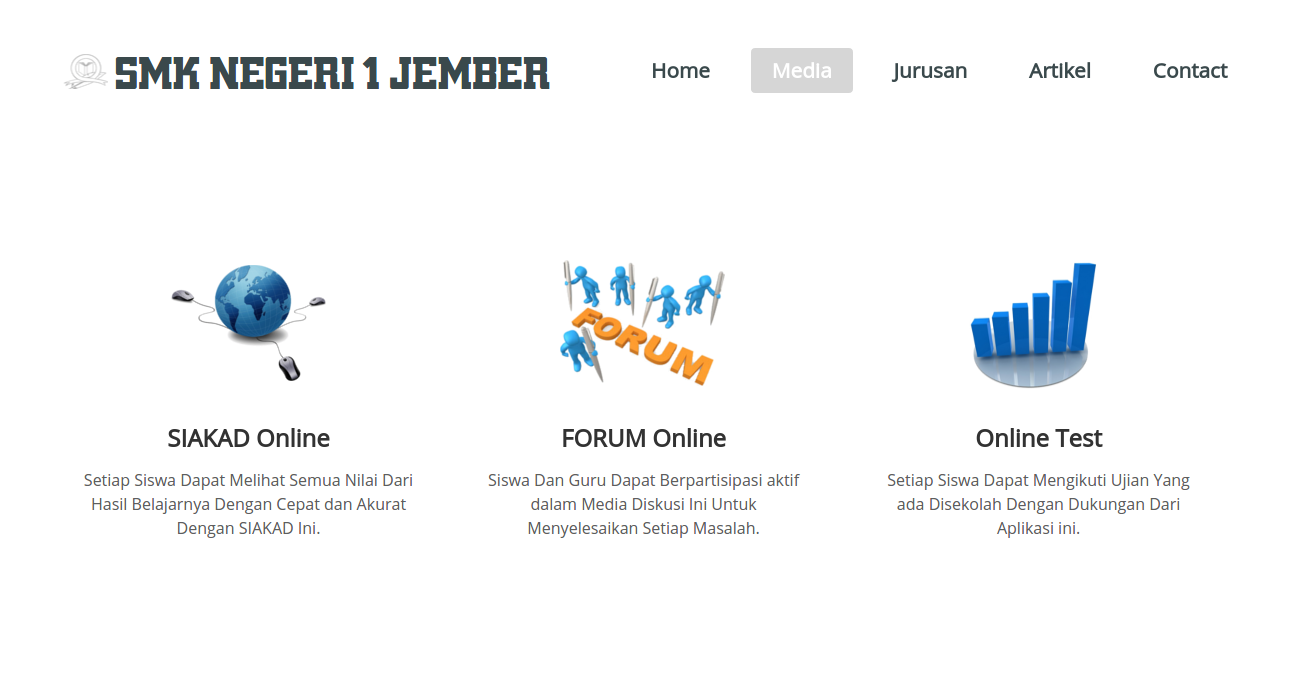 SMK NEGERI 1 JEMBER
Home Media Jurusan Artikel Contact
FORUM
SIAKAD Online
Setiap Siswa Dapat Melihat Semua Nilai Dari
Hasil Belajarnya Dengan Cepat dan Akurat
Dengan SIAKAD Ini.
FORUM Online
Siswa Dan Guru Dapat Berpartisipasi aktif
dalam Media Diskusi Ini Untuk
Menyelesaikan Setiap Masalah.
Online Test
Setiap Siswa Dapat Mengikuti Ujian Yang
ada Disekolah Dengan Dukungan Dari
Aplikasi ini.